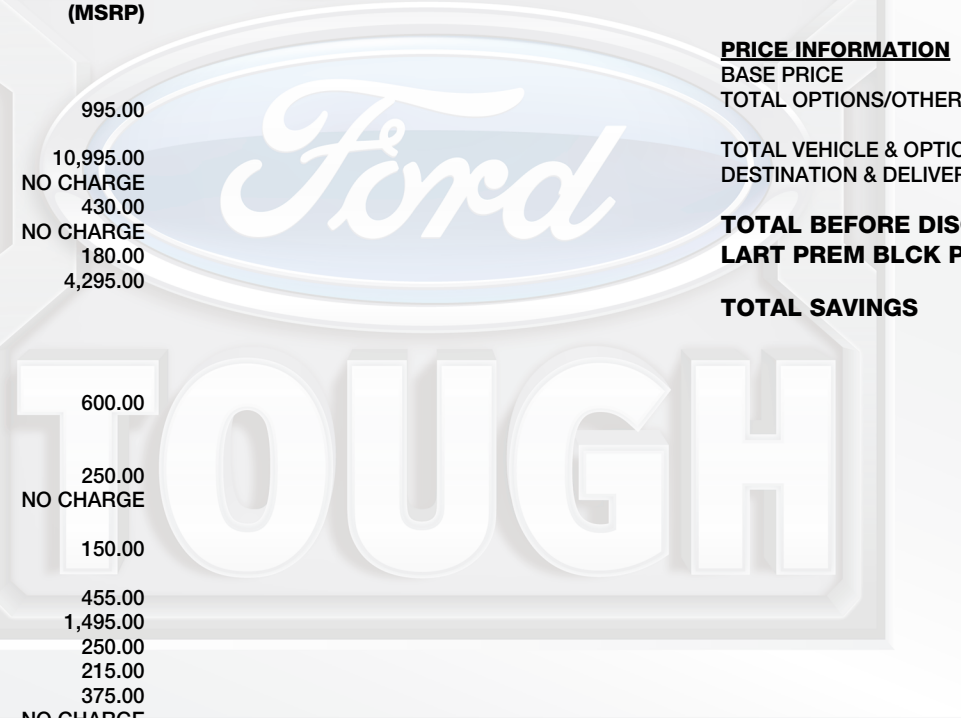 (MSRP)
995.00
10,995.00
NO CHARGE
430.00
NO CHARGE
180.00
4,295.00
600.00
250.00
NO CHARGE
150.00
455.00
1,495.00
250.00
215.00
375.00
NO CHARGE
PRICE INFORMATION
BASE PRICE
TOTAL OPTIONS/OTHER
TOTAL VEHICLE & OPTIO
DESTINATION & DELIVER
TOTAL BEFORE DIS
LART PREM BLCK P
TOTAL SAVINGS
Ford
TOUGH